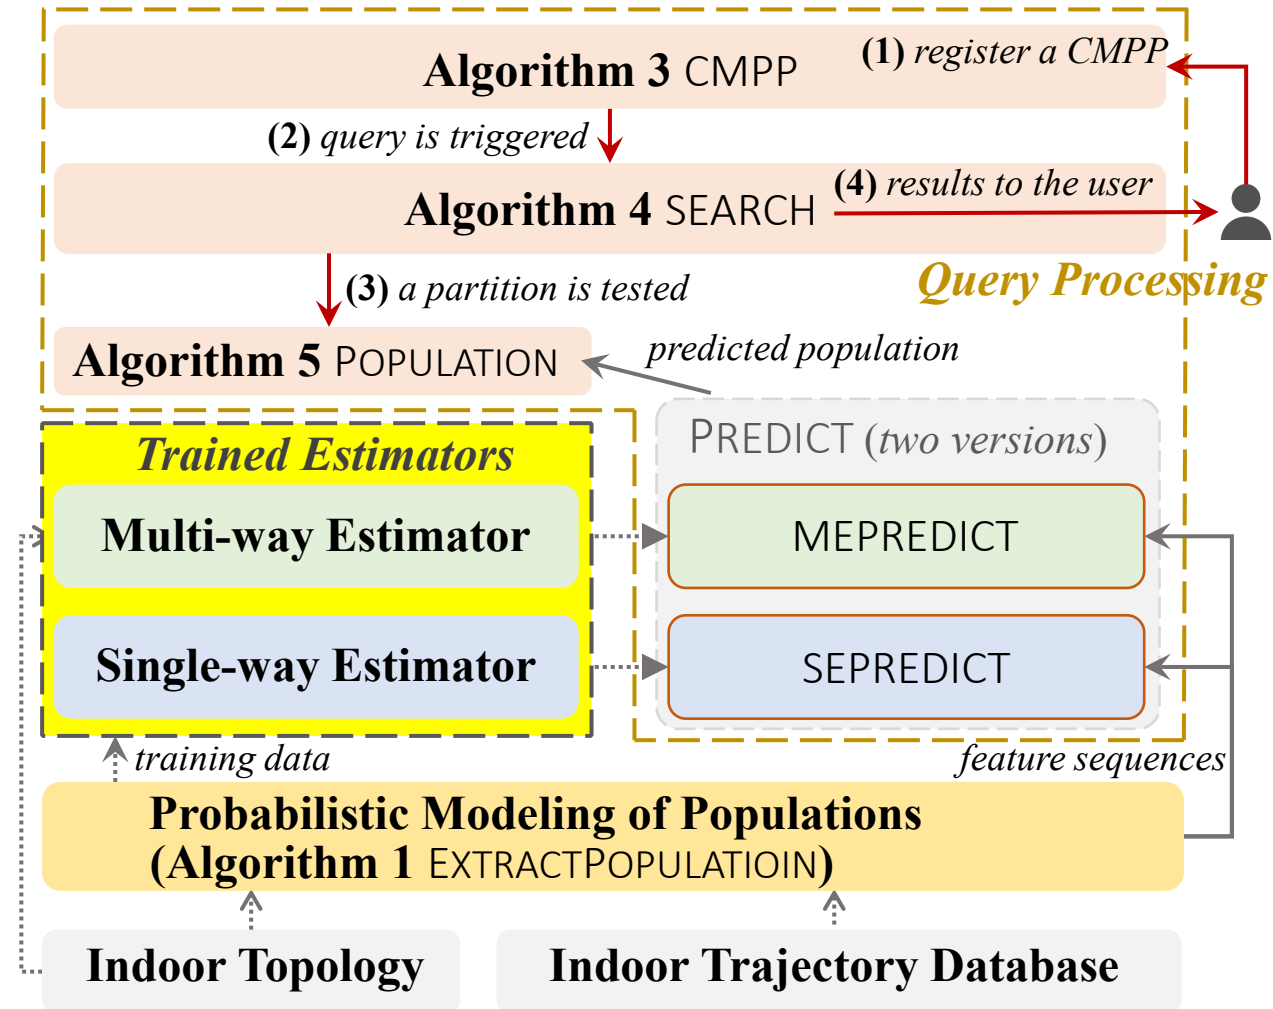 (1) register a CMPP
Algorithm 3 CMPP
(2) query is triggered
(4) results to the user
Algorithm 4 SEARCH
Query Processing
(3) a partition is tested
predicted population
Algorithm 5 POPULATION
PREDICT (two versions)
Trained Estimators
Multi-way Estimator
MEPREDICT
Single-way Estimator
SEPREDICT
training data
feature sequences
Probabilistic Modeling of Populations
(Algorithm 1 EXTRACTPOPULATIOIN)
Indoor Topology
Indoor Trajectory Database